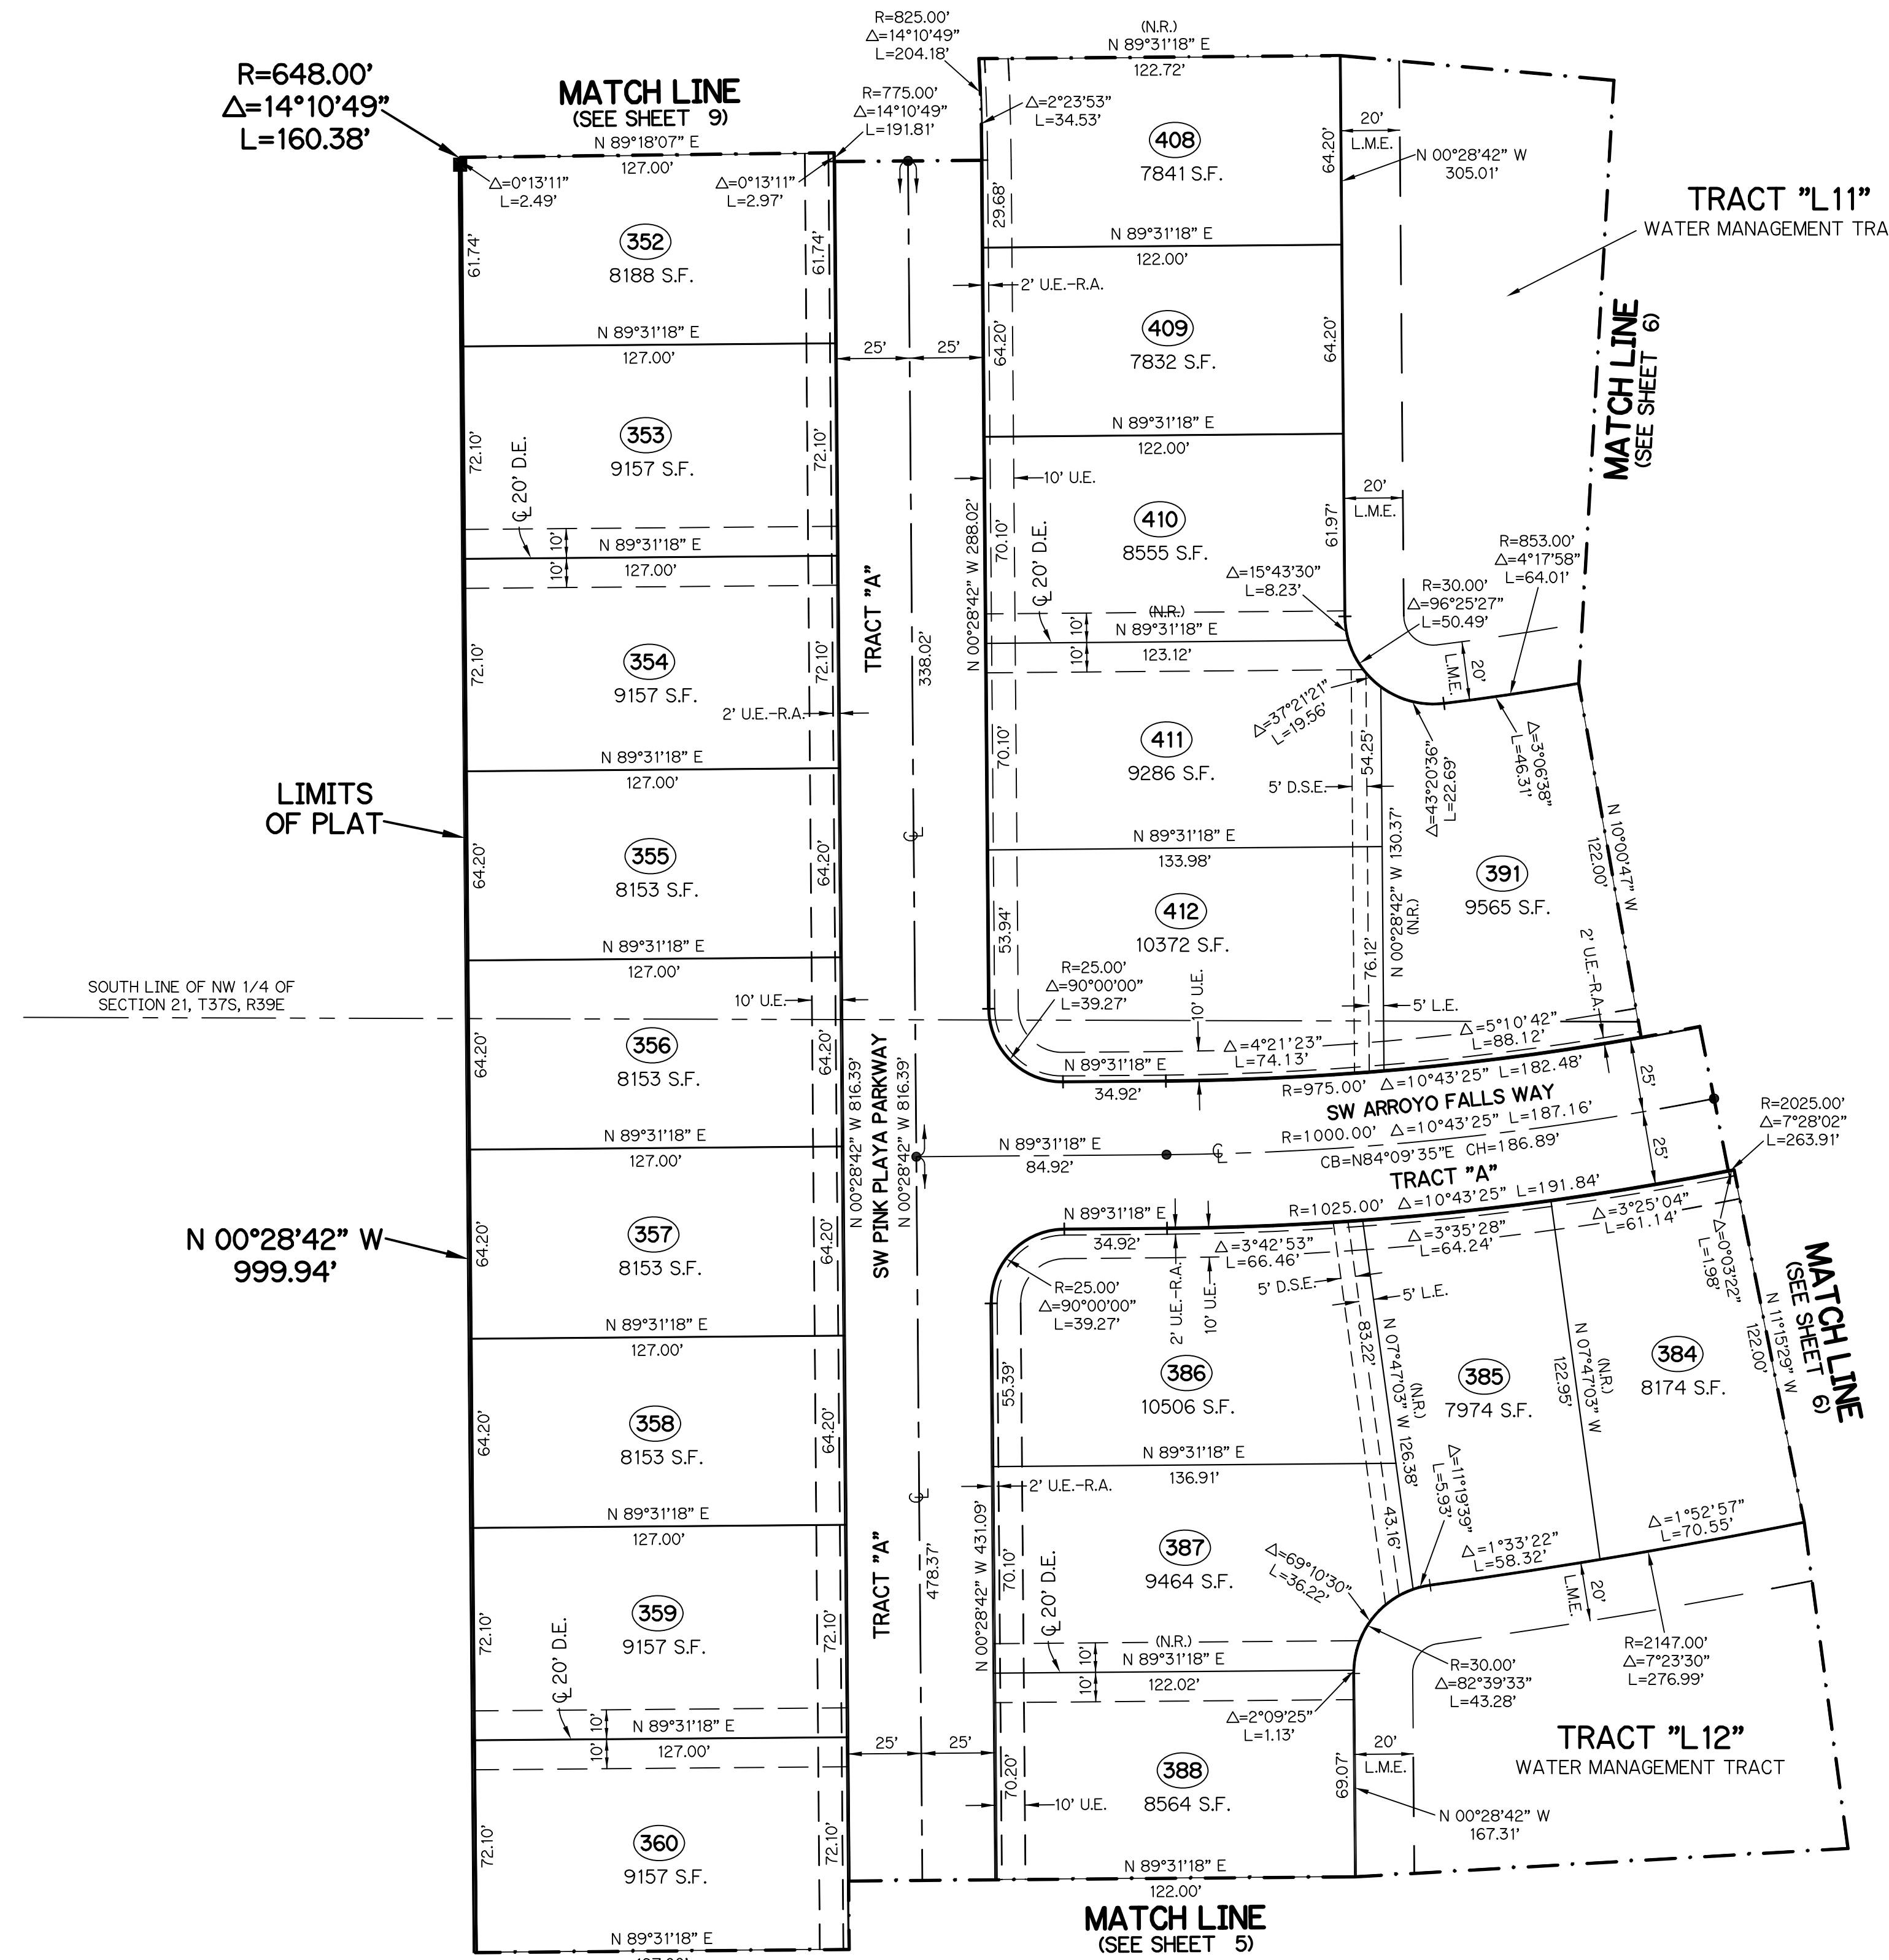 R=648.00'
Δ=14°10'49"
L=160.38'
MATCH LINE
(SEE SHEET 9)
N 89°18'07" E
127.00'
Δ=0°13'11"
L=2.49'
Δ=0°13'11"
L=2.97'
R=775.00'
Δ=14°10'49"
L=191.81'
R=825.00'
Δ=14°10'49"
L=204.18'
(N.R.)
N 89°31'18" E
122.72'
Δ=2°23'53"
L=34.53'
61.74'
352
8188 S.F.
61.74'
N 89°31'18" E
127.00'
72.10'
353
9157 S.F.
72.10'
℄ 20' D.E.
10'
N 89°31'18" E
10'
127.00'
72.10'
354
9157 S.F.
72.10'
2' U.E.-R.A.
N 89°31'18" E
127.00'
LIMITS
OF PLAT
64.20'
355
8153 S.F.
64.20'
N 89°31'18" E
127.00'
SOUTH LINE OF NW 1/4 OF
SECTION 21, T37S, R39E
10' U.E.
64.20'
356
8153 S.F.
64.20'
N 89°31'18" E
127.00'
N 00°28'42" W
999.94'
64.20'
357
8153 S.F.
64.20'
N 89°31'18" E
127.00'
64.20'
358
8153 S.F.
64.20'
N 89°31'18" E
127.00'
72.10'
359
9157 S.F.
72.10'
℄ 20' D.E.
10'
N 89°31'18" E
10'
127.00'
72.10'
360
9157 S.F.
72.10'
N 89°31'18" E
25'
25'
TRACT "A"
338.02'
℄
N 00°28'42" W 816.39'
SW PINK PLAYA PARKWAY
N 00°28'42" W 816.39'
℄
TRACT "A"
478.37'
25'
25'
29.68'
408
7841 S.F.
64.20'
20'
L.M.E.
N 00°28'42" W
305.01'
TRACT "L11"
WATER MANAGEMENT TRA
N 89°31'18" E
122.00'
2' U.E.-R.A.
64.20'
409
7832 S.F.
64.20'
MATCH LINE
(SEE SHEET 6)
N 89°31'18" E
122.00'
10' U.E.
N 00°28'42" W 288.02'
70.10'
410
8555 S.F.
61.97'
20'
L.M.E.
℄ 20' D.E.
Δ=15°43'30"
L=8.23'
R=30.00'
Δ=96°25'27"
L=50.49'
R=853.00'
Δ=4°17'58"
L=64.01'
(N.R.)
10'
N 89°31'18" E
10'
123.12'
20'
L.M.E.
Δ=37°21'21"
L=19.56'
70.10'
411
9286 S.F.
54.25'
5' D.S.E.
Δ=43°20'36"
L=22.69'
Δ=3°06'38"
L=46.31'
N 10°00'47" W
122.00'
N 89°31'18" E
133.98'
53.94'
412
10372 S.F.
76.12'
N 00°28'42" W 130.37'
(N.R.)
391
9565 S.F.
R=25.00'
Δ=90°00'00"
L=39.27'
10' U.E.
5' L.E.
2' U.E.-R.A.
Δ=4°21'23"
L=74.13'
Δ=5°10'42"
L=88.12'
N 89°31'18" E
34.92'
R=975.00' Δ=10°43'25" L=182.48'
SW ARROYO FALLS WAY
R=1000.00' Δ=10°43'25" L=187.16'
CB=N84°09'35"E CH=186.89'
N 89°31'18" E
84.92'
℄
25'
25'
TRACT "A"
R=2025.00'
Δ=7°28'02"
L=263.91'
R=1025.00' Δ=10°43'25" L=191.84'
N 89°31'18" E
34.92'
Δ=3°42'53"
L=66.46'
Δ=3°35'28"
L=64.24'
Δ=3°25'04"
L=61.14'
Δ=0°03'22"
L=1.98'
R=25.00'
Δ=90°00'00"
L=39.27'
2' U.E.-R.A.
10' U.E.
5' D.S.E.
5' L.E.
N 11°15'29" W
122.00'
MATCH LINE
(SEE SHEET 6)
55.39'
386
10506 S.F.
83.22'
N 07°47'03" W 126.38'
(N.R.)
385
7974 S.F.
N 07°47'03" W
(N.R.)
122.95'
384
8174 S.F.
N 89°31'18" E
136.91'
2' U.E.-R.A.
Δ=11°19'39"
L=5.93'
43.16'
Δ=1°33'22"
L=58.32'
Δ=1°52'57"
L=70.55'
N 00°28'42" W 431.09'
70.10'
387
9464 S.F.
℄ 20' D.E.
Δ=69°10'30"
L=36.22'
20'
L.M.E.
(N.R.)
10'
N 89°31'18" E
10'
122.02'
R=30.00'
Δ=82°39'33"
L=43.28'
R=2147.00'
Δ=7°23'30"
L=276.99'
Δ=2°09'25"
L=1.13'
70.20'
388
8564 S.F.
10' U.E.
69.07'
20'
L.M.E.
N 00°28'42" W
167.31'
TRACT "L12"
WATER MANAGEMENT TRACT
N 89°31'18" E
122.00'
MATCH LINE
(SEE SHEET 5)